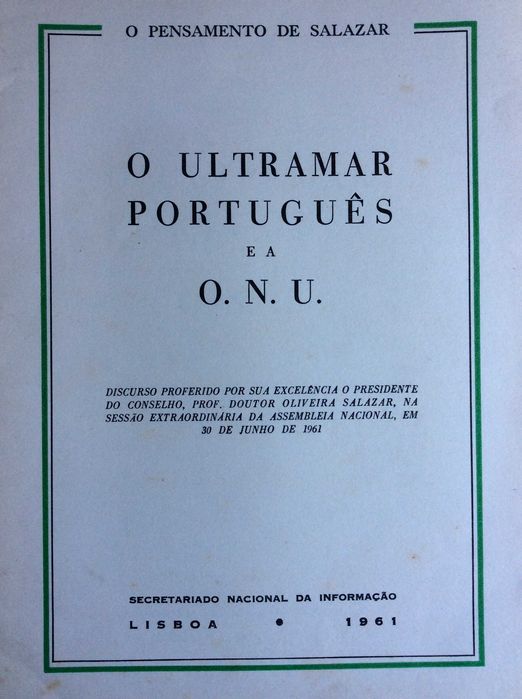 O PENSAMENTO DE SALAZAR
O ULTRAMAR
PORTUGUÊS
E A
O. N. U.
DISCURSO PROFERIDO POR SUA EXCELÊNCIA O PRESIDENTE
DO CONSELHO, PROF. DOUTOR OLIVEIRA SALAZAR, NA
SESSÃO EXTRAORDINÁRIA DA ASSEMBLEIA NACIONAL, EM
30 DE JUNHO DE 1961
SECRETARIADO NACIONAL DA INFORMAÇÃO
LISBOA • 1961